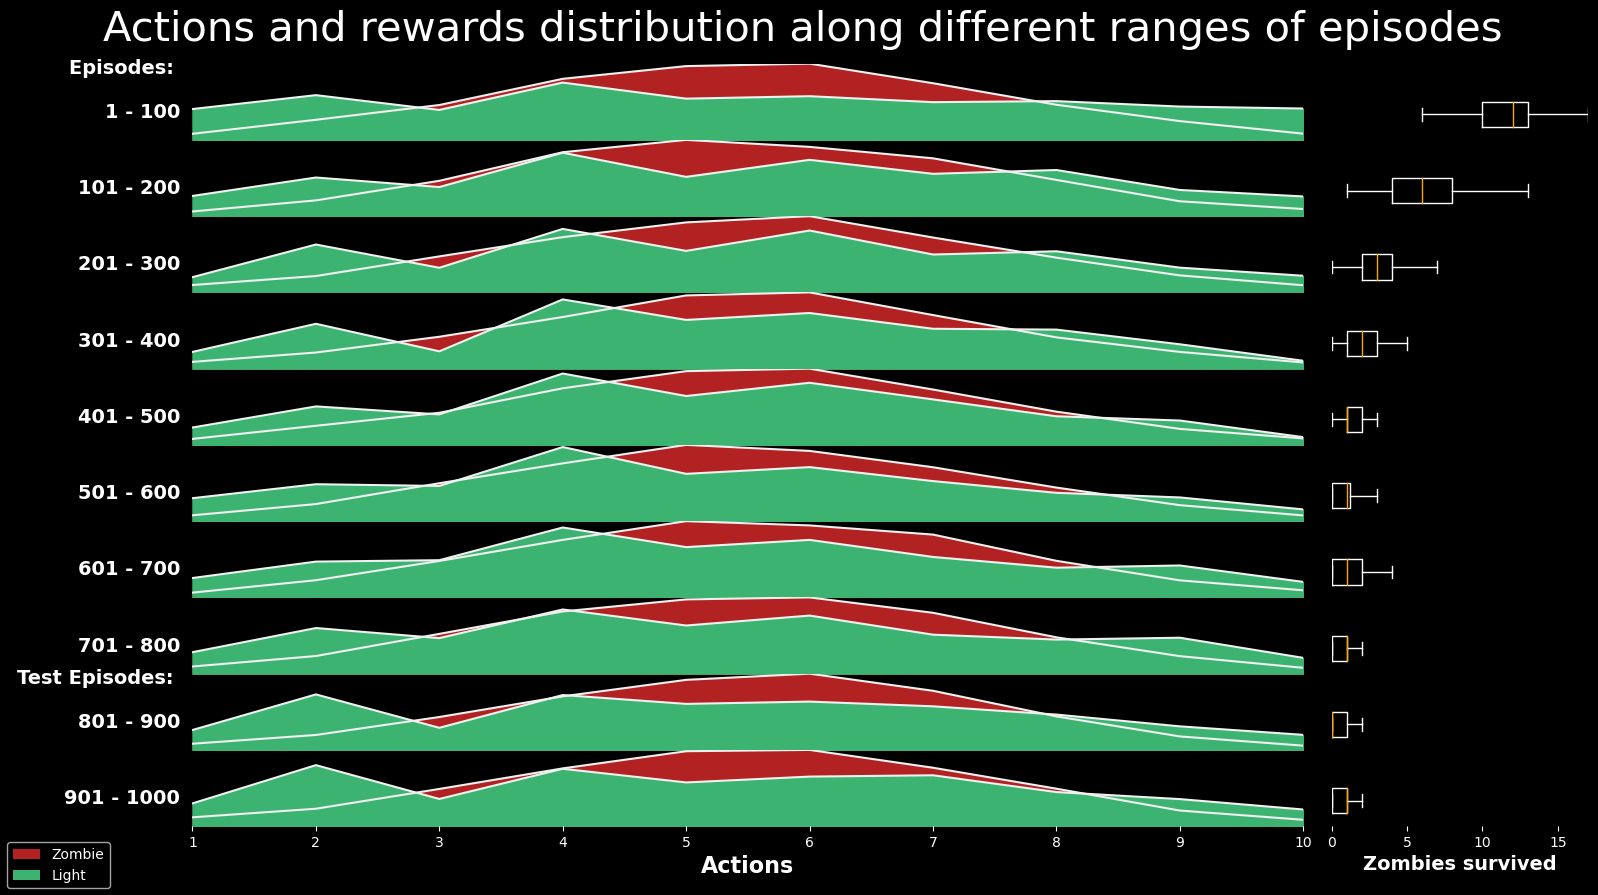 Actions and rewards distribution along different ranges of episodes
Episodes:
1 - 100
101 - 200
201 - 300
301 - 400
401 - 500
501 - 600
601 - 700
701 - 800
Test Episodes:
801 - 900
901 - 1000
1 2 3 4 5 6 7 8 9 10 0 5 10 15
Actions
Zombies survived
Zombie
Light